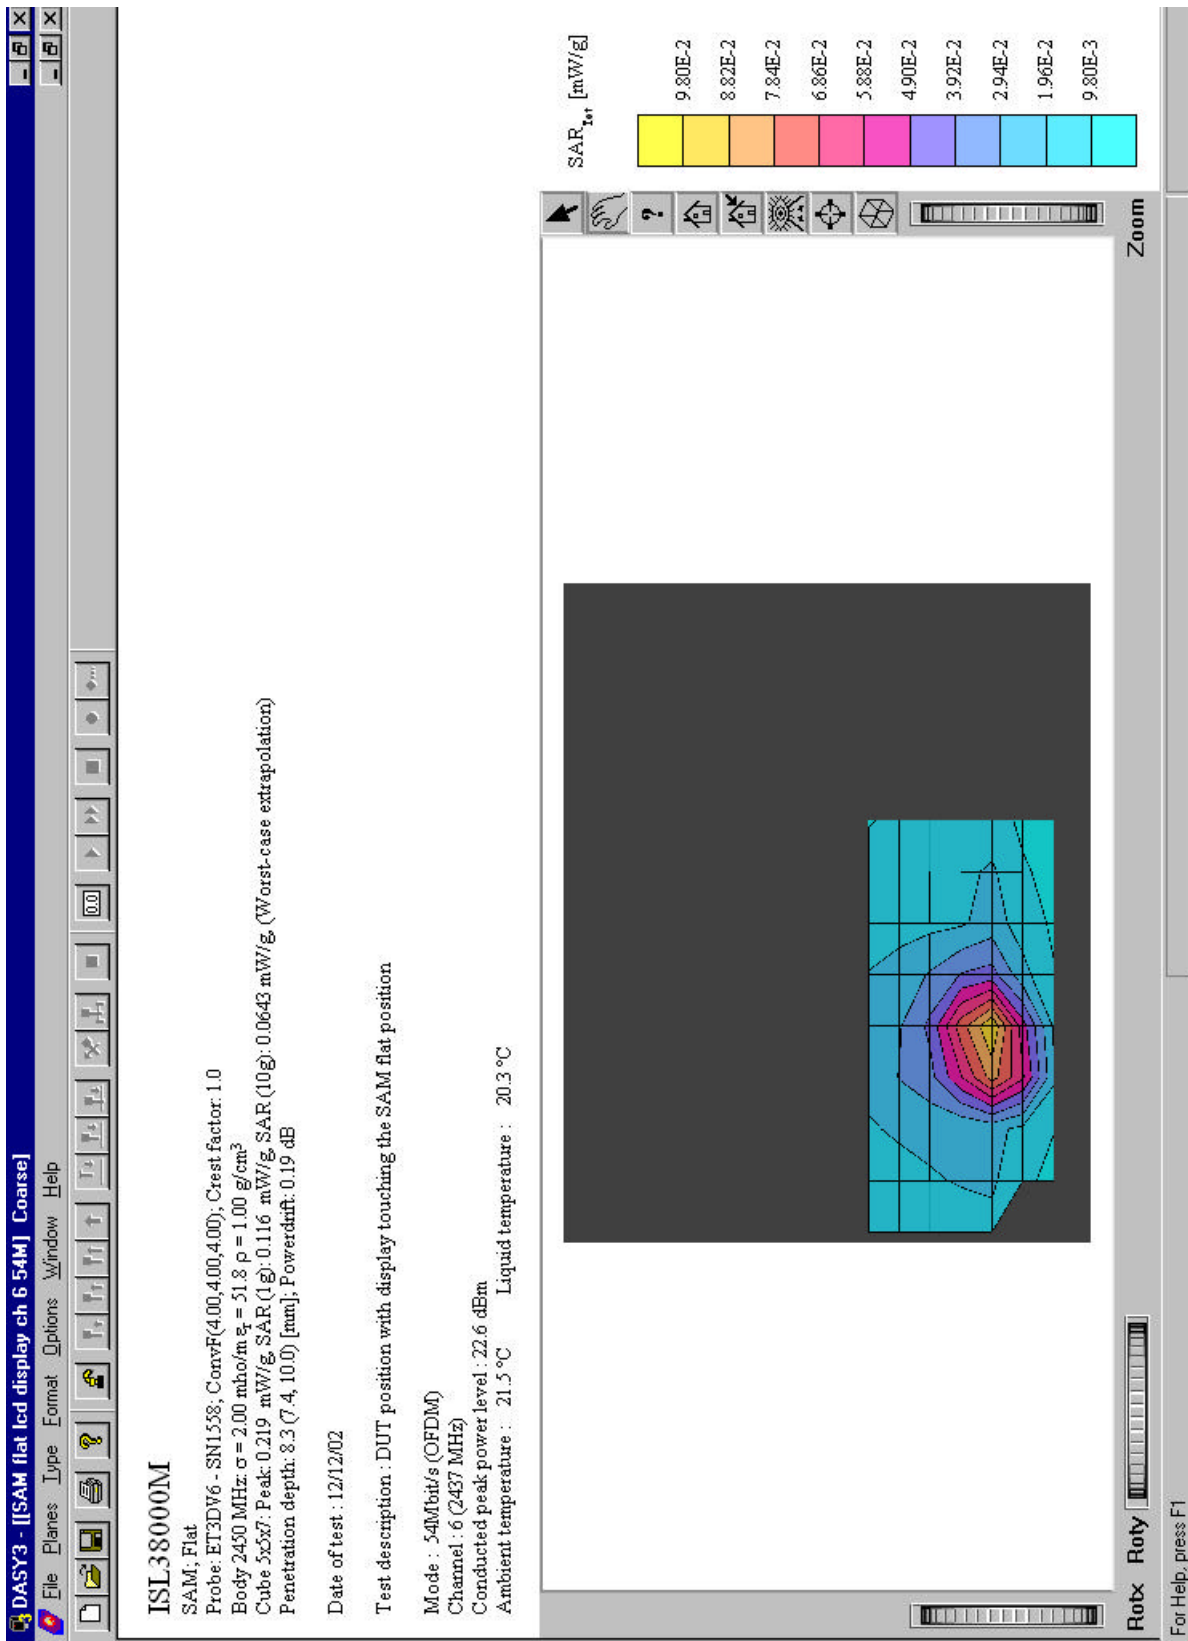 DASY3 - [[SAM flat lcd display ch 6 54M] Coarse]
File Planes Type Format Options Window Help
0.0
ISL38000M
SAM; Flat
Probe: ET3DV6 - SN1558; ConvF(4.00,4.00,4.00); Crest factor: 1.0
Body 2450 MHz: σ = 2.00 mho/m εr = 51.8 ρ = 1.00 g/cm³
Cube 5x5x7: Peak: 0.219 mW/g, SAR (1g): 0.116 mW/g, SAR (10g): 0.0643 mW/g, (Worst-case extrapolation)
Penetration depth: 8.3 (7.4, 10.0) [mm]; Powerdrift: 0.19 dB
Date of test : 12/12/02
Test description : DUT position with display touching the SAM flat position
Mode : 54Mbit/s (OFDM)
Channel : 6 (2437 MHz)
Conducted peak power level : 22.6 dBm
Ambient temperature : 21.5 °C Liquid temperature : 20.3 °C
SAR Tot [mW/g]
9.80E-2
8.82E-2
7.84E-2
6.86E-2
5.88E-2
4.90E-2
3.92E-2
2.94E-2
1.96E-2
9.80E-3
Rotx Roty Zoom
For Help, press F1